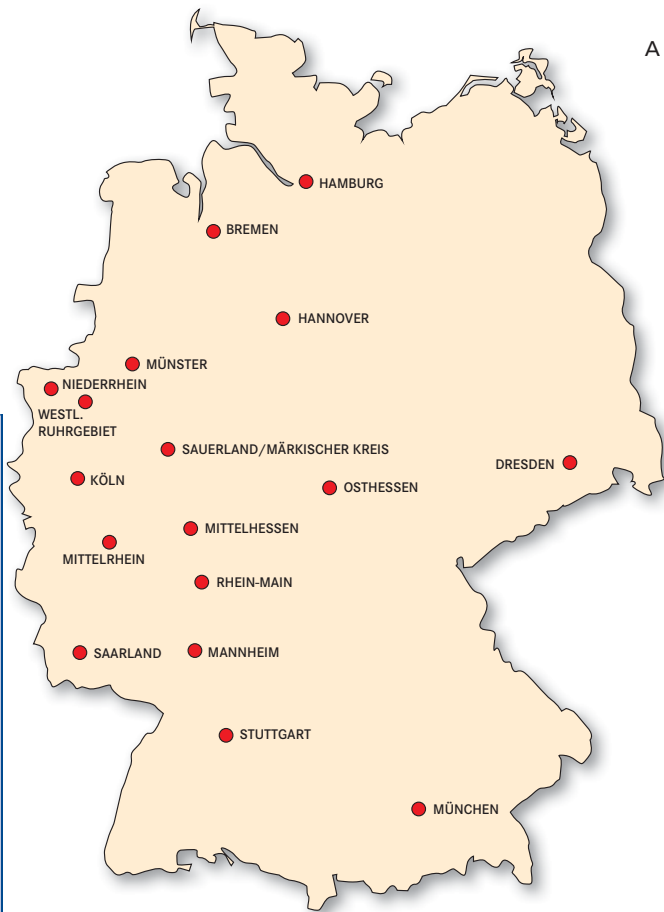 A
HAMBURG
BREMEN
HANNOVER
MÜNSTER
NIEDERRHEIN
WESTL.
RUHRGEBIET
SAUERLAND/MÄRKISCHER KREIS
DRESDEN
KÖLN
OSTHESSEN
MITTELHESSEN
MITTELRHEIN
RHEIN-MAIN
SAARLAND
MANNHEIM
STUTTGART
MÜNCHEN